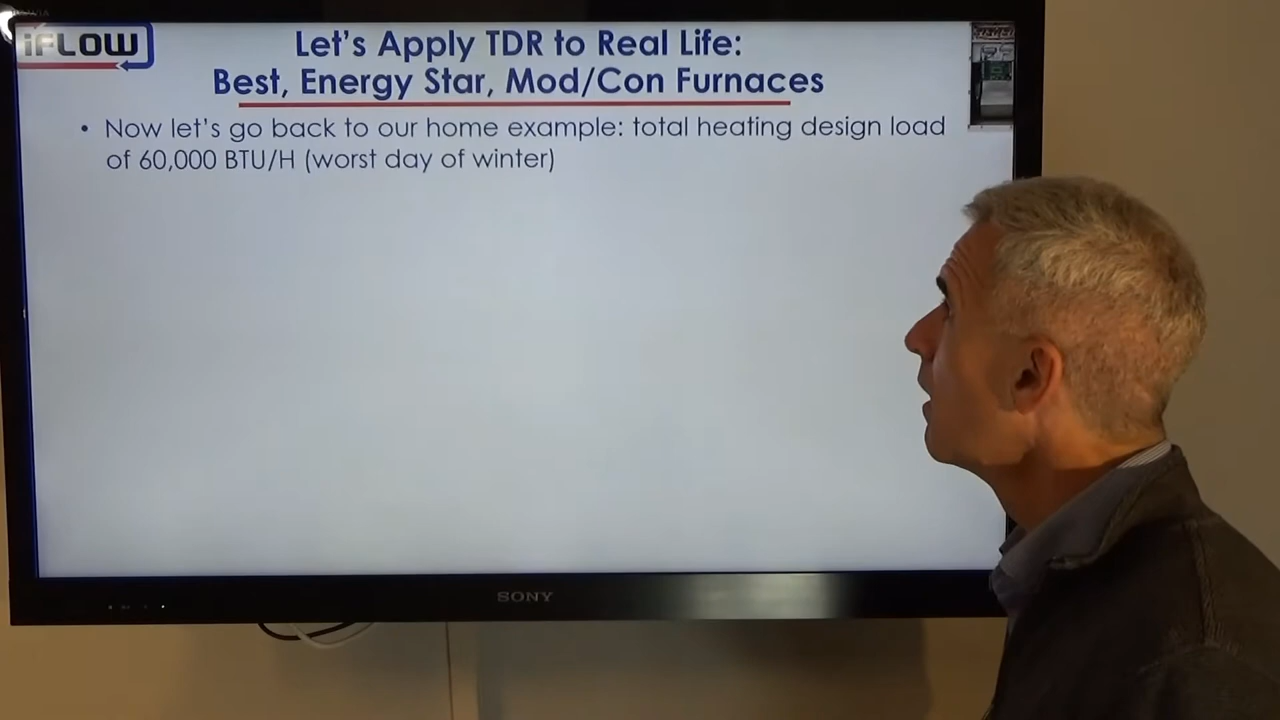 BRAVIA
iFLOW
Let's Apply TDR to Real Life:
Best, Energy Star, Mod/Con Furnaces
• Now let's go back to our home example: total heating design load
of 60,000 BTU/H (worst day of winter)
SONY